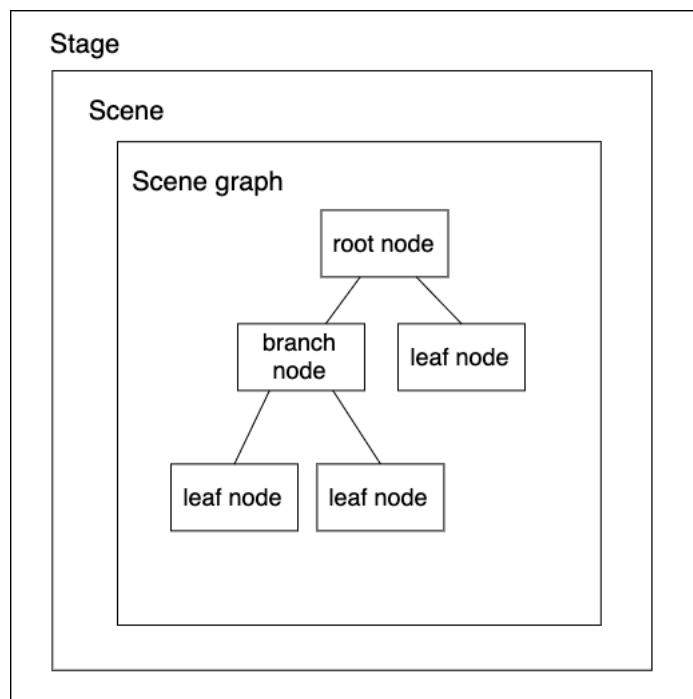 Stage
Scene
Scene graph
root node
branch
node
leaf node
leaf node
leaf node